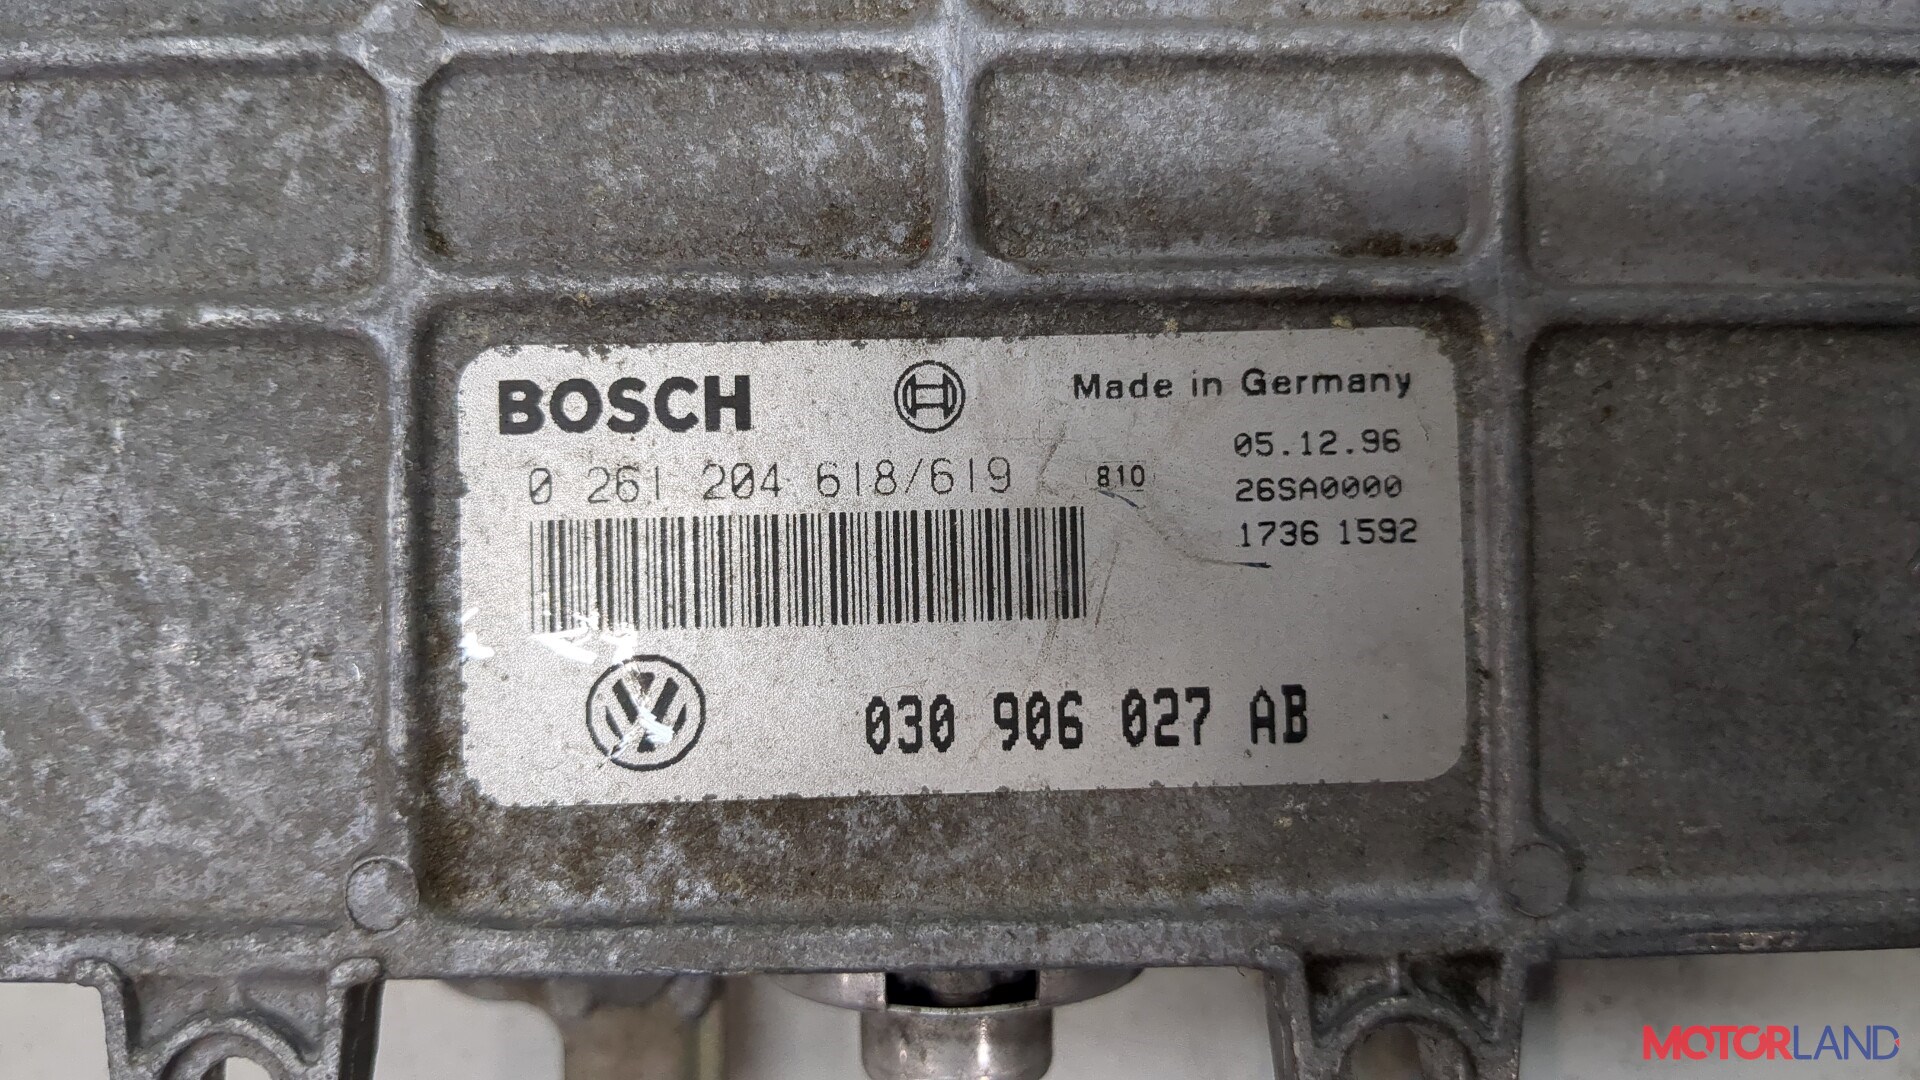 BOSCH
Made in Germany
0 261 204 618/619
810
05.12.96
26SA0000
1736 1592
030 906 027 AB
MOTORLAND